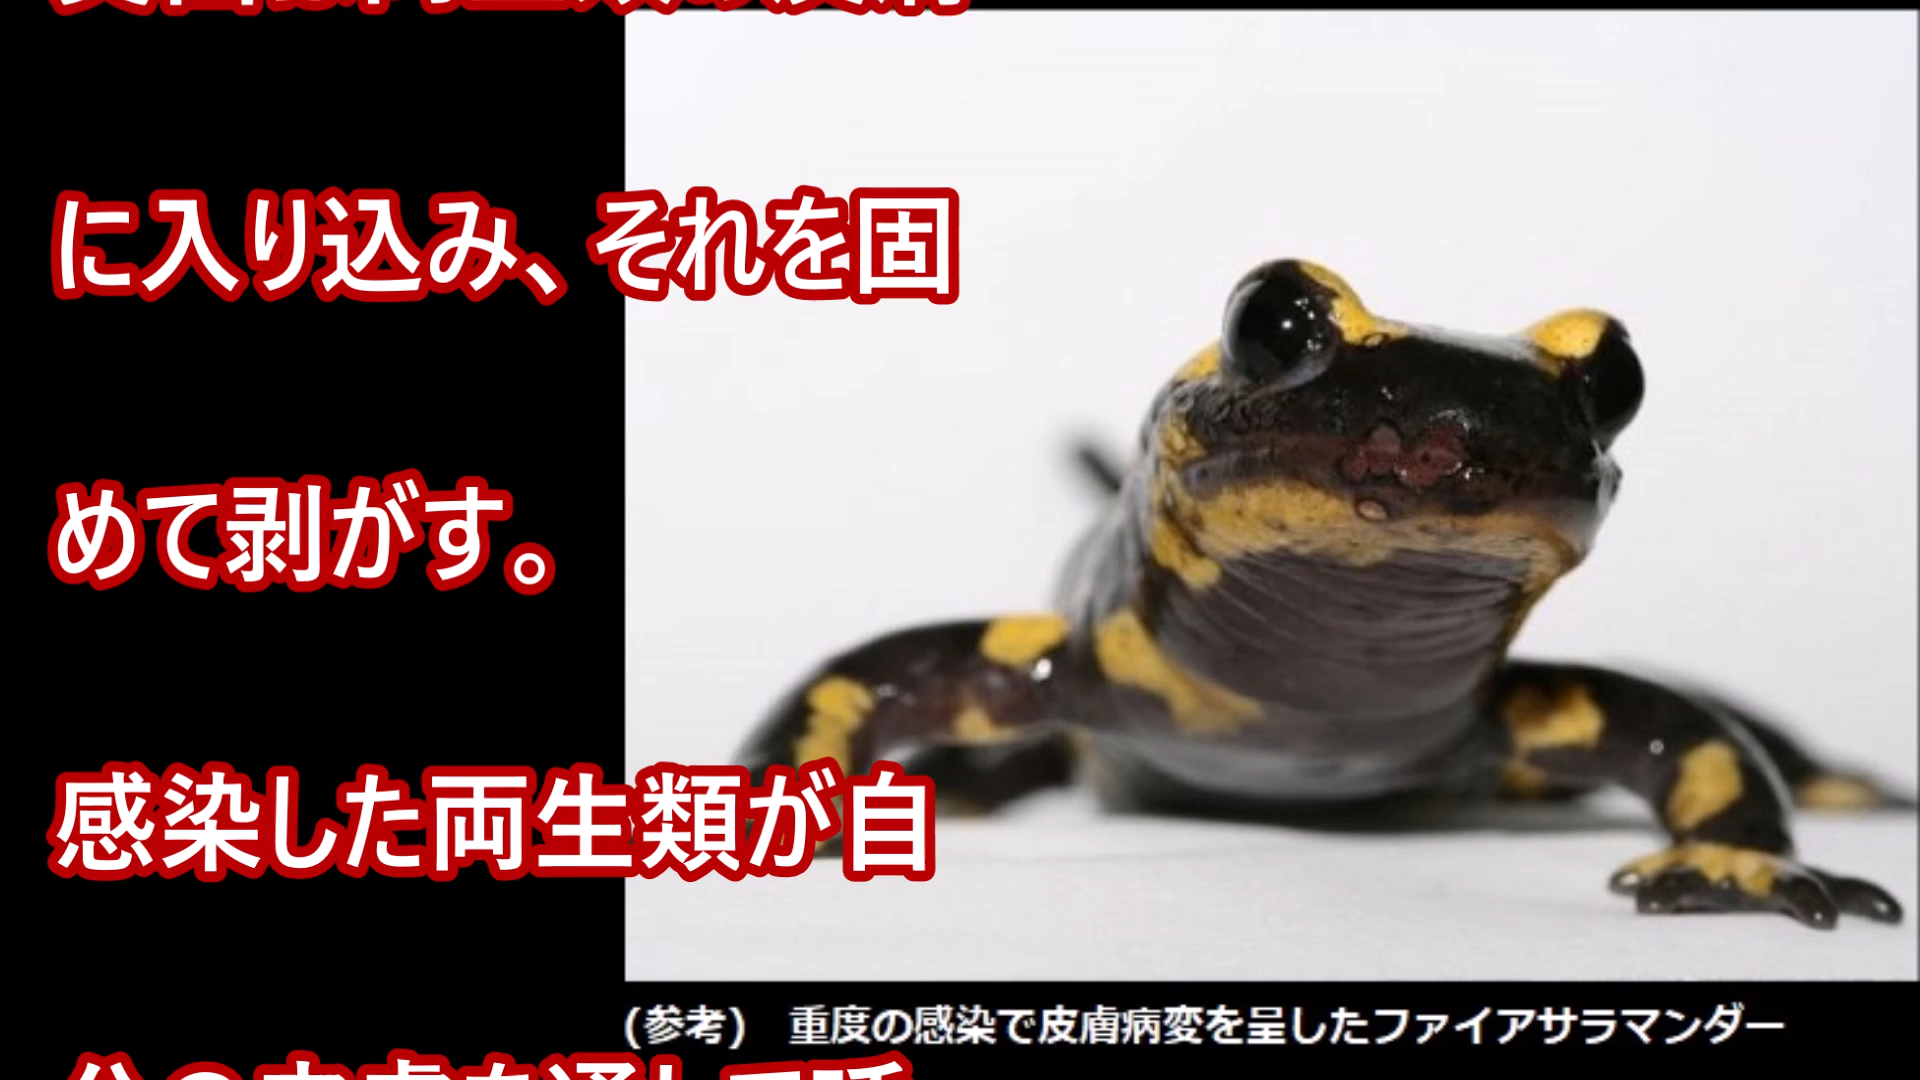 に入り込み、それを固
めて剥がす。
感染した両生類が自
(参考) 重度の感染で皮膚病変を呈したファイアサラマンダー